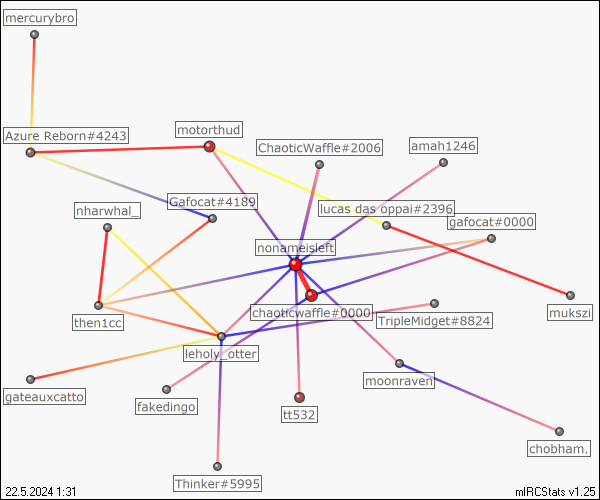 mercurybro
Azure Reborn#4243
motorthud
ChaoticWaffle#2006
amah1246
nharwhal_
Gafocat#4189
lucas das oppai#2396
gafocat#0000
nonameisleft
then1cc
chaoticwaffle#0000
TripleMidget#8824
mukszi
leholy_otter
moonraven
gateauxcatto
fakedingo
tt532
chobham.
Thinker#5995
22.5.2024 1:31
mIRCStats v1.25